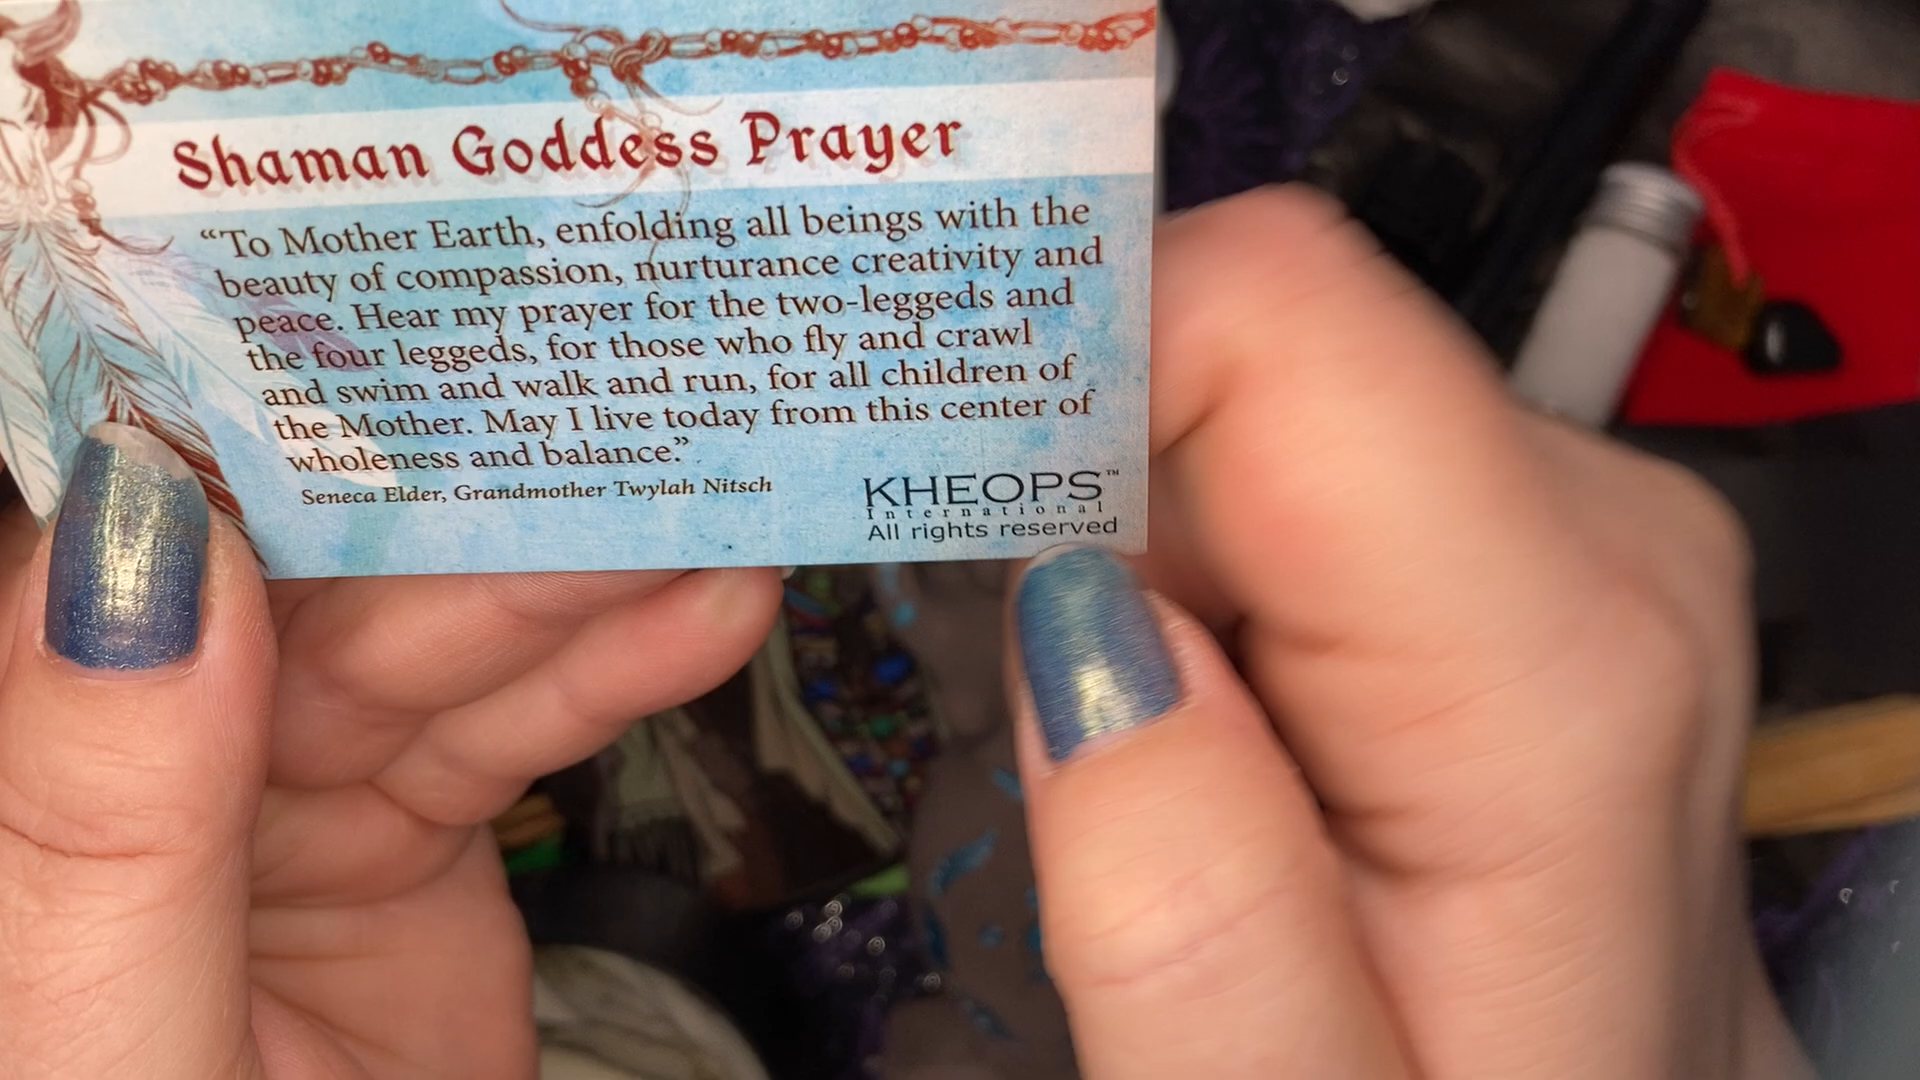 Shaman Goddess Prayer
“To Mother Earth, enfolding all beings with the
beauty of compassion, nurturance creativity and
peace. Hear my prayer for the two-leggeds and
the four leggeds, for those who fly and crawl
and swim and walk and run, for all children of
the Mother. May I live today from this center of
wholeness and balance.”
Seneca Elder, Grandmother Twylah Nitsch
KHEOPS™
International
All rights reserved